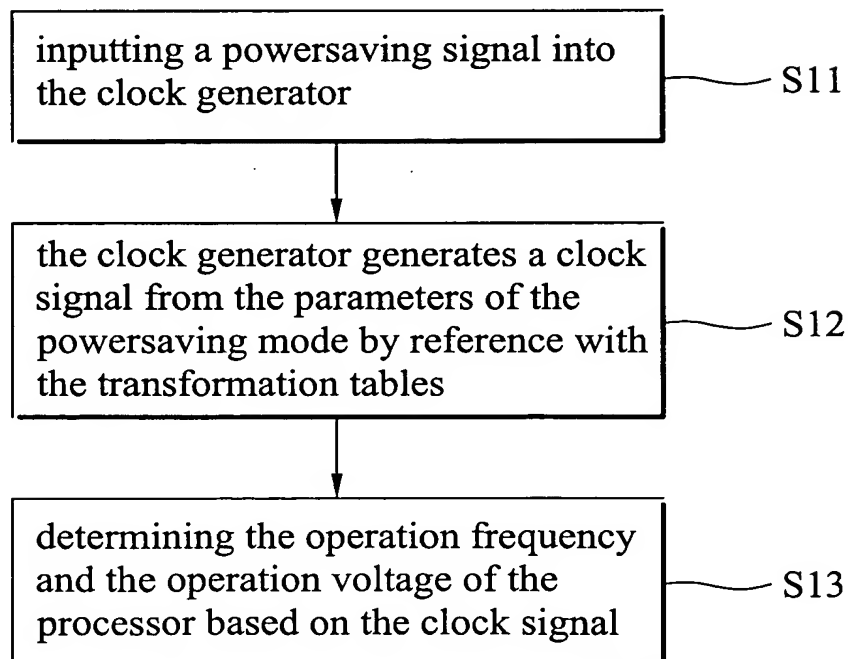 inputting a powersaving signal into
the clock generator
S11
the clock generator generates a clock
signal from the parameters of the
powersaving mode by reference with
the transformation tables
S12
determining the operation frequency
and the operation voltage of the
processor based on the clock signal
S13